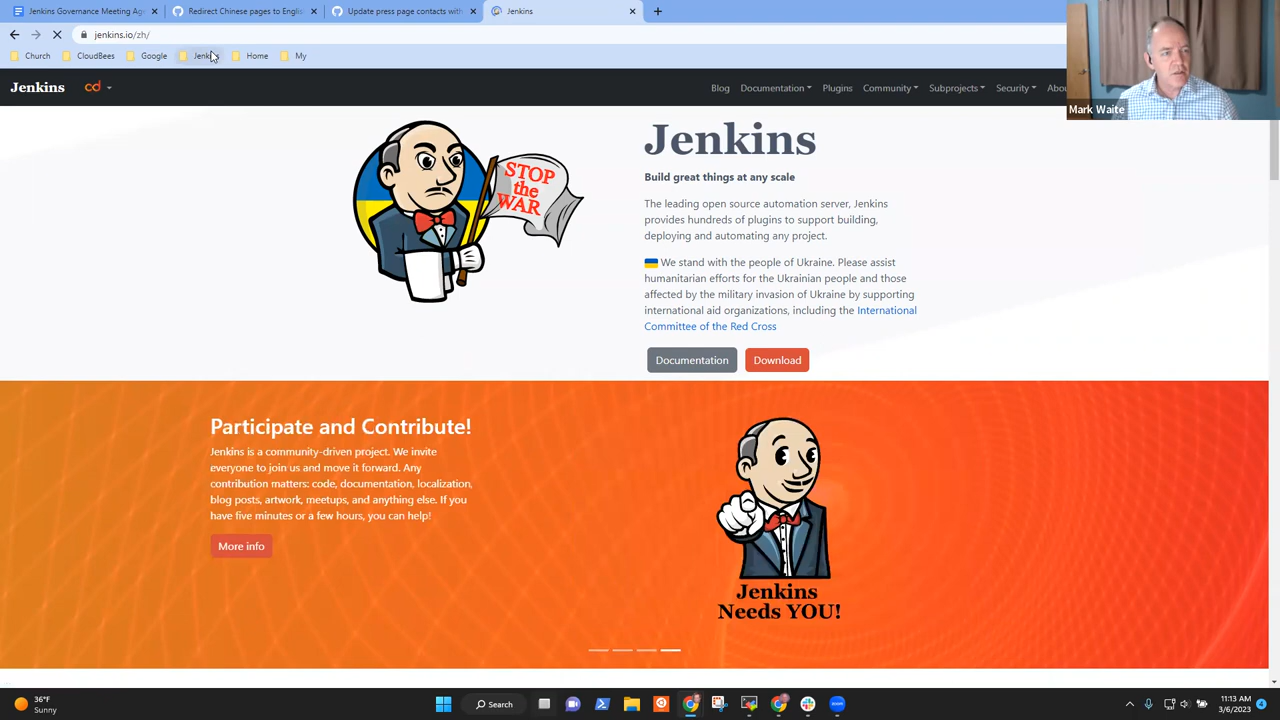 Jenkins Governance Meeting Ag
Redirect Chinese pages to Englis
Update press page contacts with
Jenkins
jenkins.io/zh/
Church
CloudBees
Google
Jenkins
Home
My
Jenkins
cd
Blog
Documentation
Plugins
Community
Subprojects
Security
Abou
Mark Waite
STOP
the
WAR
Jenkins
Build great things at any scale
The leading open source automation server, Jenkins
provides hundreds of plugins to support building,
deploying and automating any project.
We stand with the people of Ukraine. Please assist
humanitarian efforts for the Ukrainian people and those
affected by the military invasion of Ukraine by supporting
international aid organizations, including the International
Committee of the Red Cross
Documentation
Download
Participate and Contribute!
Jenkins is a community-driven project. We invite
everyone to join us and move it forward. Any
contribution matters: code, documentation, localization,
blog posts, artwork, meetups, and anything else. If you
have five minutes or a few hours, you can help!
More info
Jenkins
Needs YOU!
36°F
Sunny
Search
11:13 AM
3/6/2023